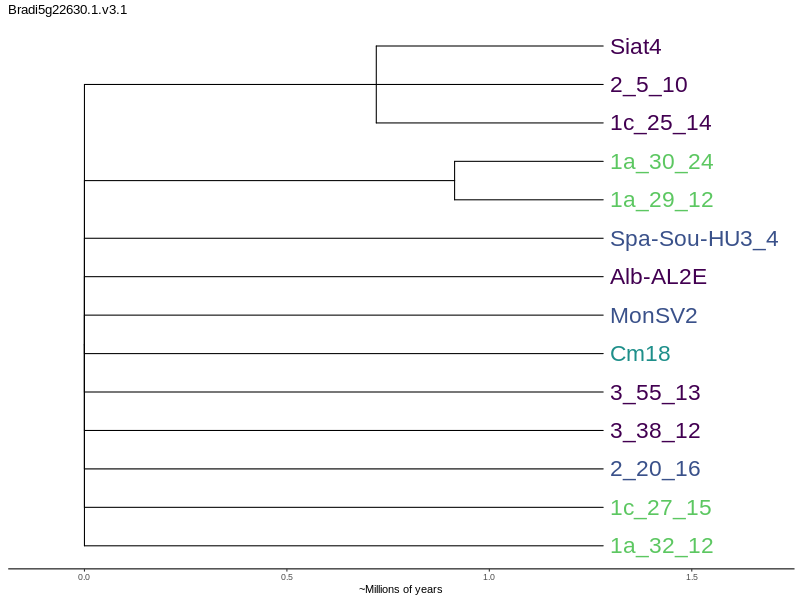 Bradi5g22630.1.v3.1
Siat4
2_5_10
1c_25_14
1a_30_24
1a_29_12
Spa-Sou-HU3_4
Alb-AL2E
MonSV2
Cm18
3_55_13
3_38_12
2_20_16
1c_27_15
1a_32_12
0.0 0.5 1.0 1.5
~Millions of years